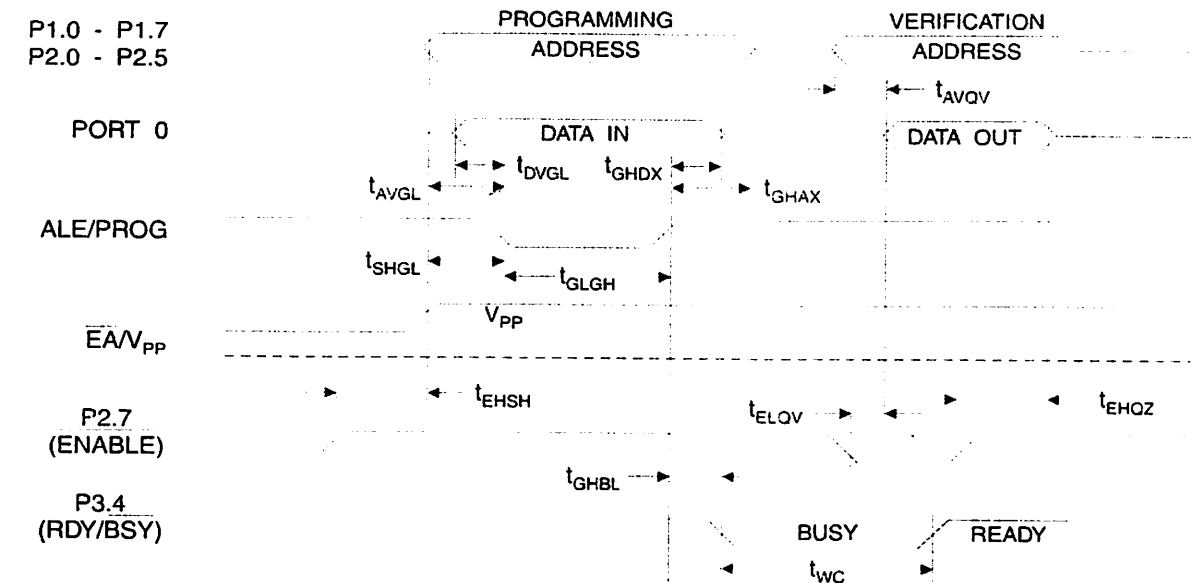 PROGRAMMING VERIFICATION
P1.0 - P1.7
P2.0 - P2.5
ADDRESS ADDRESS
tAVQV
PORT 0 DATA IN DATA OUT
tDVGL tGHDX
tAVGL tGHAX
ALE/PROG
tSHGL tGLGH
VPP
EA/VPP
tEHSH tELQV tEHQZ
P2.7
(ENABLE)
tGHBL
P3.4
(RDY/BSY) BUSY READY
tWC